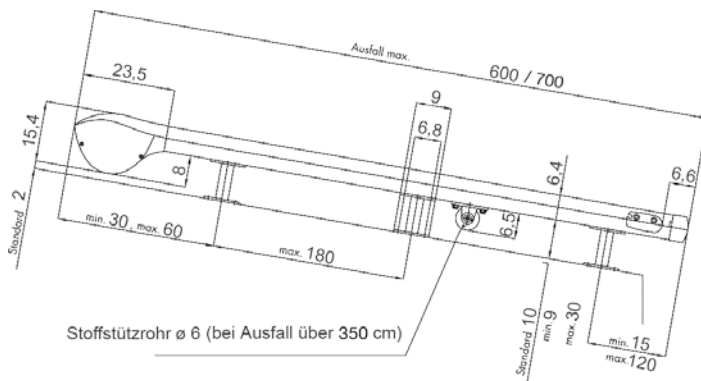 Ausfall max. 600 / 700
23,5
9
6,8
15,4
8
6,4
6,6
Standard 2
min. 30, max. 60
6,5
max. 180
Standard 10
min. 9
max. 30
min. 15
max. 120
Stoffstützrohr ø 6 (bei Ausfall über 350 cm)